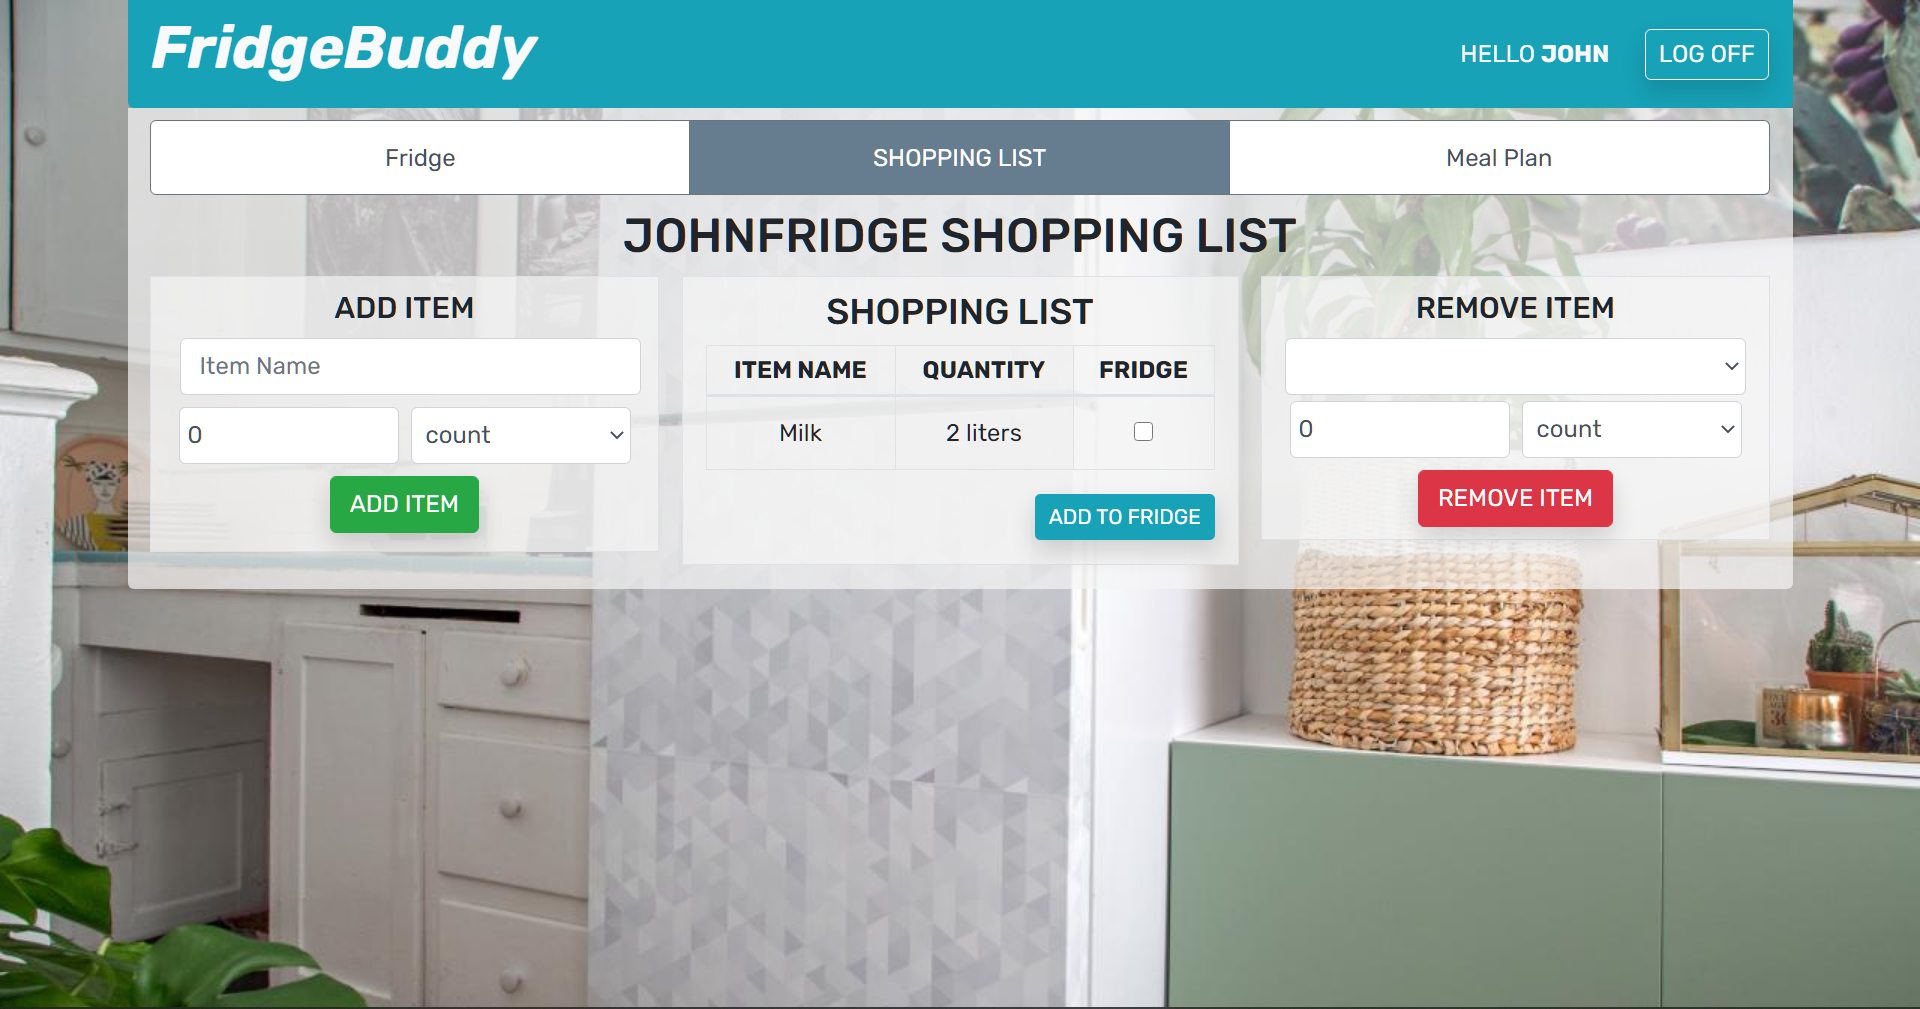 FridgeBuddy
HELLO JOHN
LOG OFF
Fridge
SHOPPING LIST
Meal Plan
JOHNFRIDGE SHOPPING LIST
ADD ITEM
Item Name
0
count
ADD ITEM
SHOPPING LIST
ITEM NAME QUANTITY FRIDGE
Milk 2 liters
ADD TO FRIDGE
REMOVE ITEM
0
count
REMOVE ITEM